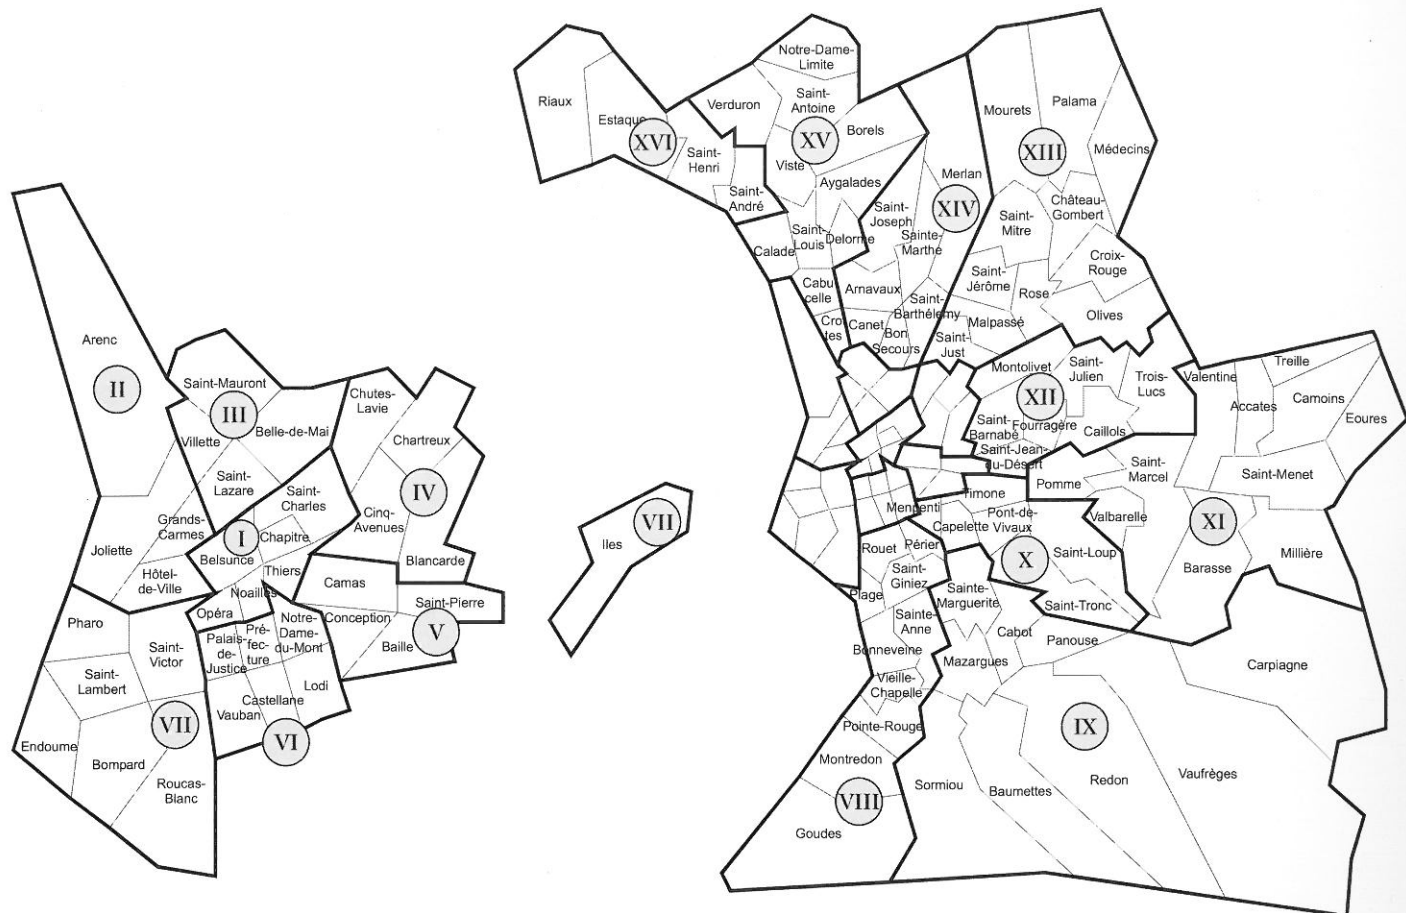 Arenc
II
Saint-Mauront
III
Villette
Belle-de-Mai
Saint-
Lazare
Grands-
Carmes
Joliette
Hôtel-
de-Ville
Chutes-
Lavie
Chartreux
IV
Cinq-
Avenues
Blancarde
Saint-
Charles
I
Chapitre
Belsunce
Thiers
Noailles
Opéra
Camas
Saint-Pierre
Conception
V
Baille
Palais-
de-
Justice
Pré-
fec-
ture
Notre-
Dame-
du-Mont
Lodi
Castellane
Vauban
VI
Pharo
Saint-
Victor
Saint-
Lambert
VII
Endoume
Bompard
Roucas-
Blanc
VII
Iles
Riaux
Estaque
XVI
Saint-
Henri
Saint-
André
Notre-Dame-
Limite
Verduron
Saint-
Antoine
XV
Borels
Viste
Aygalades
Saint-
Louis
Delorme
Calade
Cabu
celle
Cro
tes
Merlan
XIV
Saint-
Joseph
Sainte-
Marthe
Arnavaux
Saint-
Barthélemy
Canet
Bon
Secours
Mourets
Palama
XIII
Médecins
Château-
Gombert
Saint-
Mitre
Croix-
Rouge
Saint-
Jérôme
Rose
Olives
Malpassé
Saint-
Just
Montolivet
Saint-
Julien
Trois-
Lucs
XII
Saint-
Barnabé
Fourragère
Caillols
Saint-Jean-
du-Désert
Valentine
Treille
Accates
Camoins
Eoures
Saint-
Marcel
Saint-Menet
Pomme
Valbarelle
XI
Barasse
Millière
Timone
Menpenti
Capelette
Pont-de-
Vivaux
X
Saint-Loup
Saint-Tronc
Rouet
Périer
Saint-
Giniez
Plage
Sainte-
Anne
Bonneveine
Vieille-
Chapelle
Pointe-Rouge
Montredon
VIII
Goudes
Sainte-
Marguerite
Cabot
Panouse
Mazargues
Carpiagne
IX
Sormiou
Baumettes
Redon
Vaufrèges